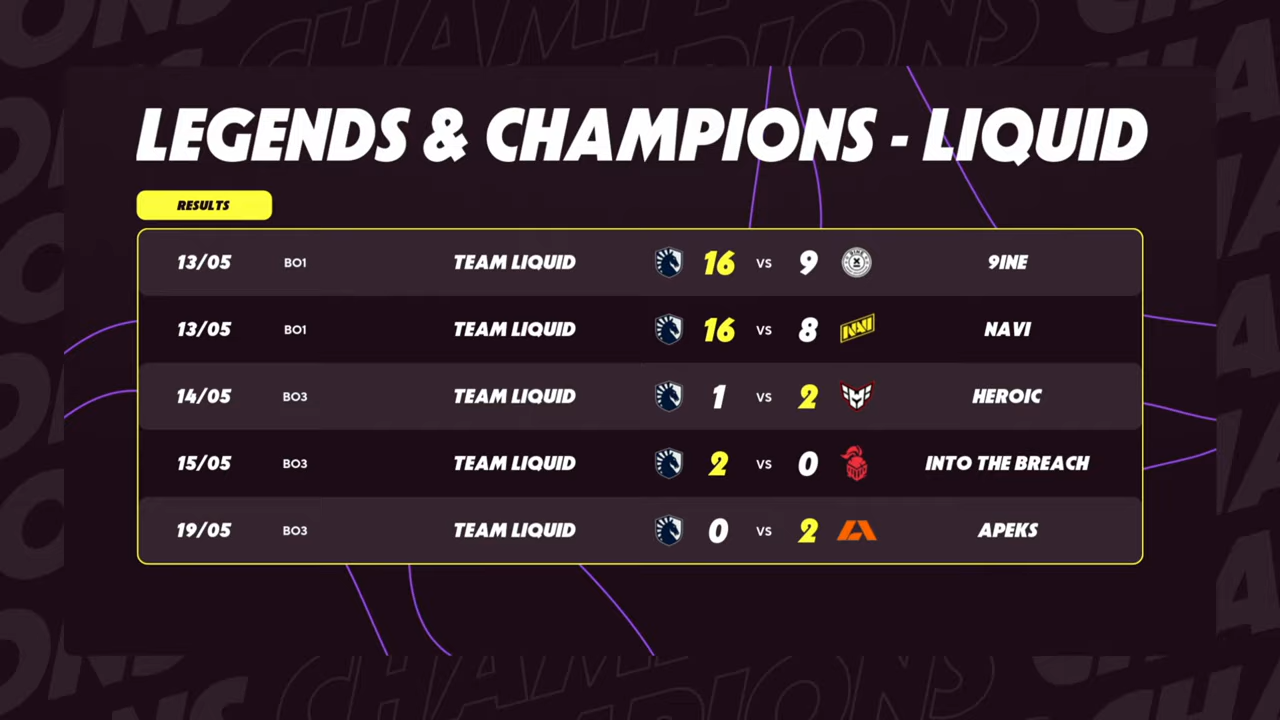 LEGENDS & CHAMPIONS - LIQUID
RESULTS
13/05 BO1 TEAM LIQUID 16 VS 9 9INE
13/05 BO1 TEAM LIQUID 16 VS 8 NAVI
14/05 BO3 TEAM LIQUID 1 VS 2 HEROIC
15/05 BO3 TEAM LIQUID 2 VS 0 INTO THE BREACH
19/05 BO3 TEAM LIQUID 0 VS 2 APEKS